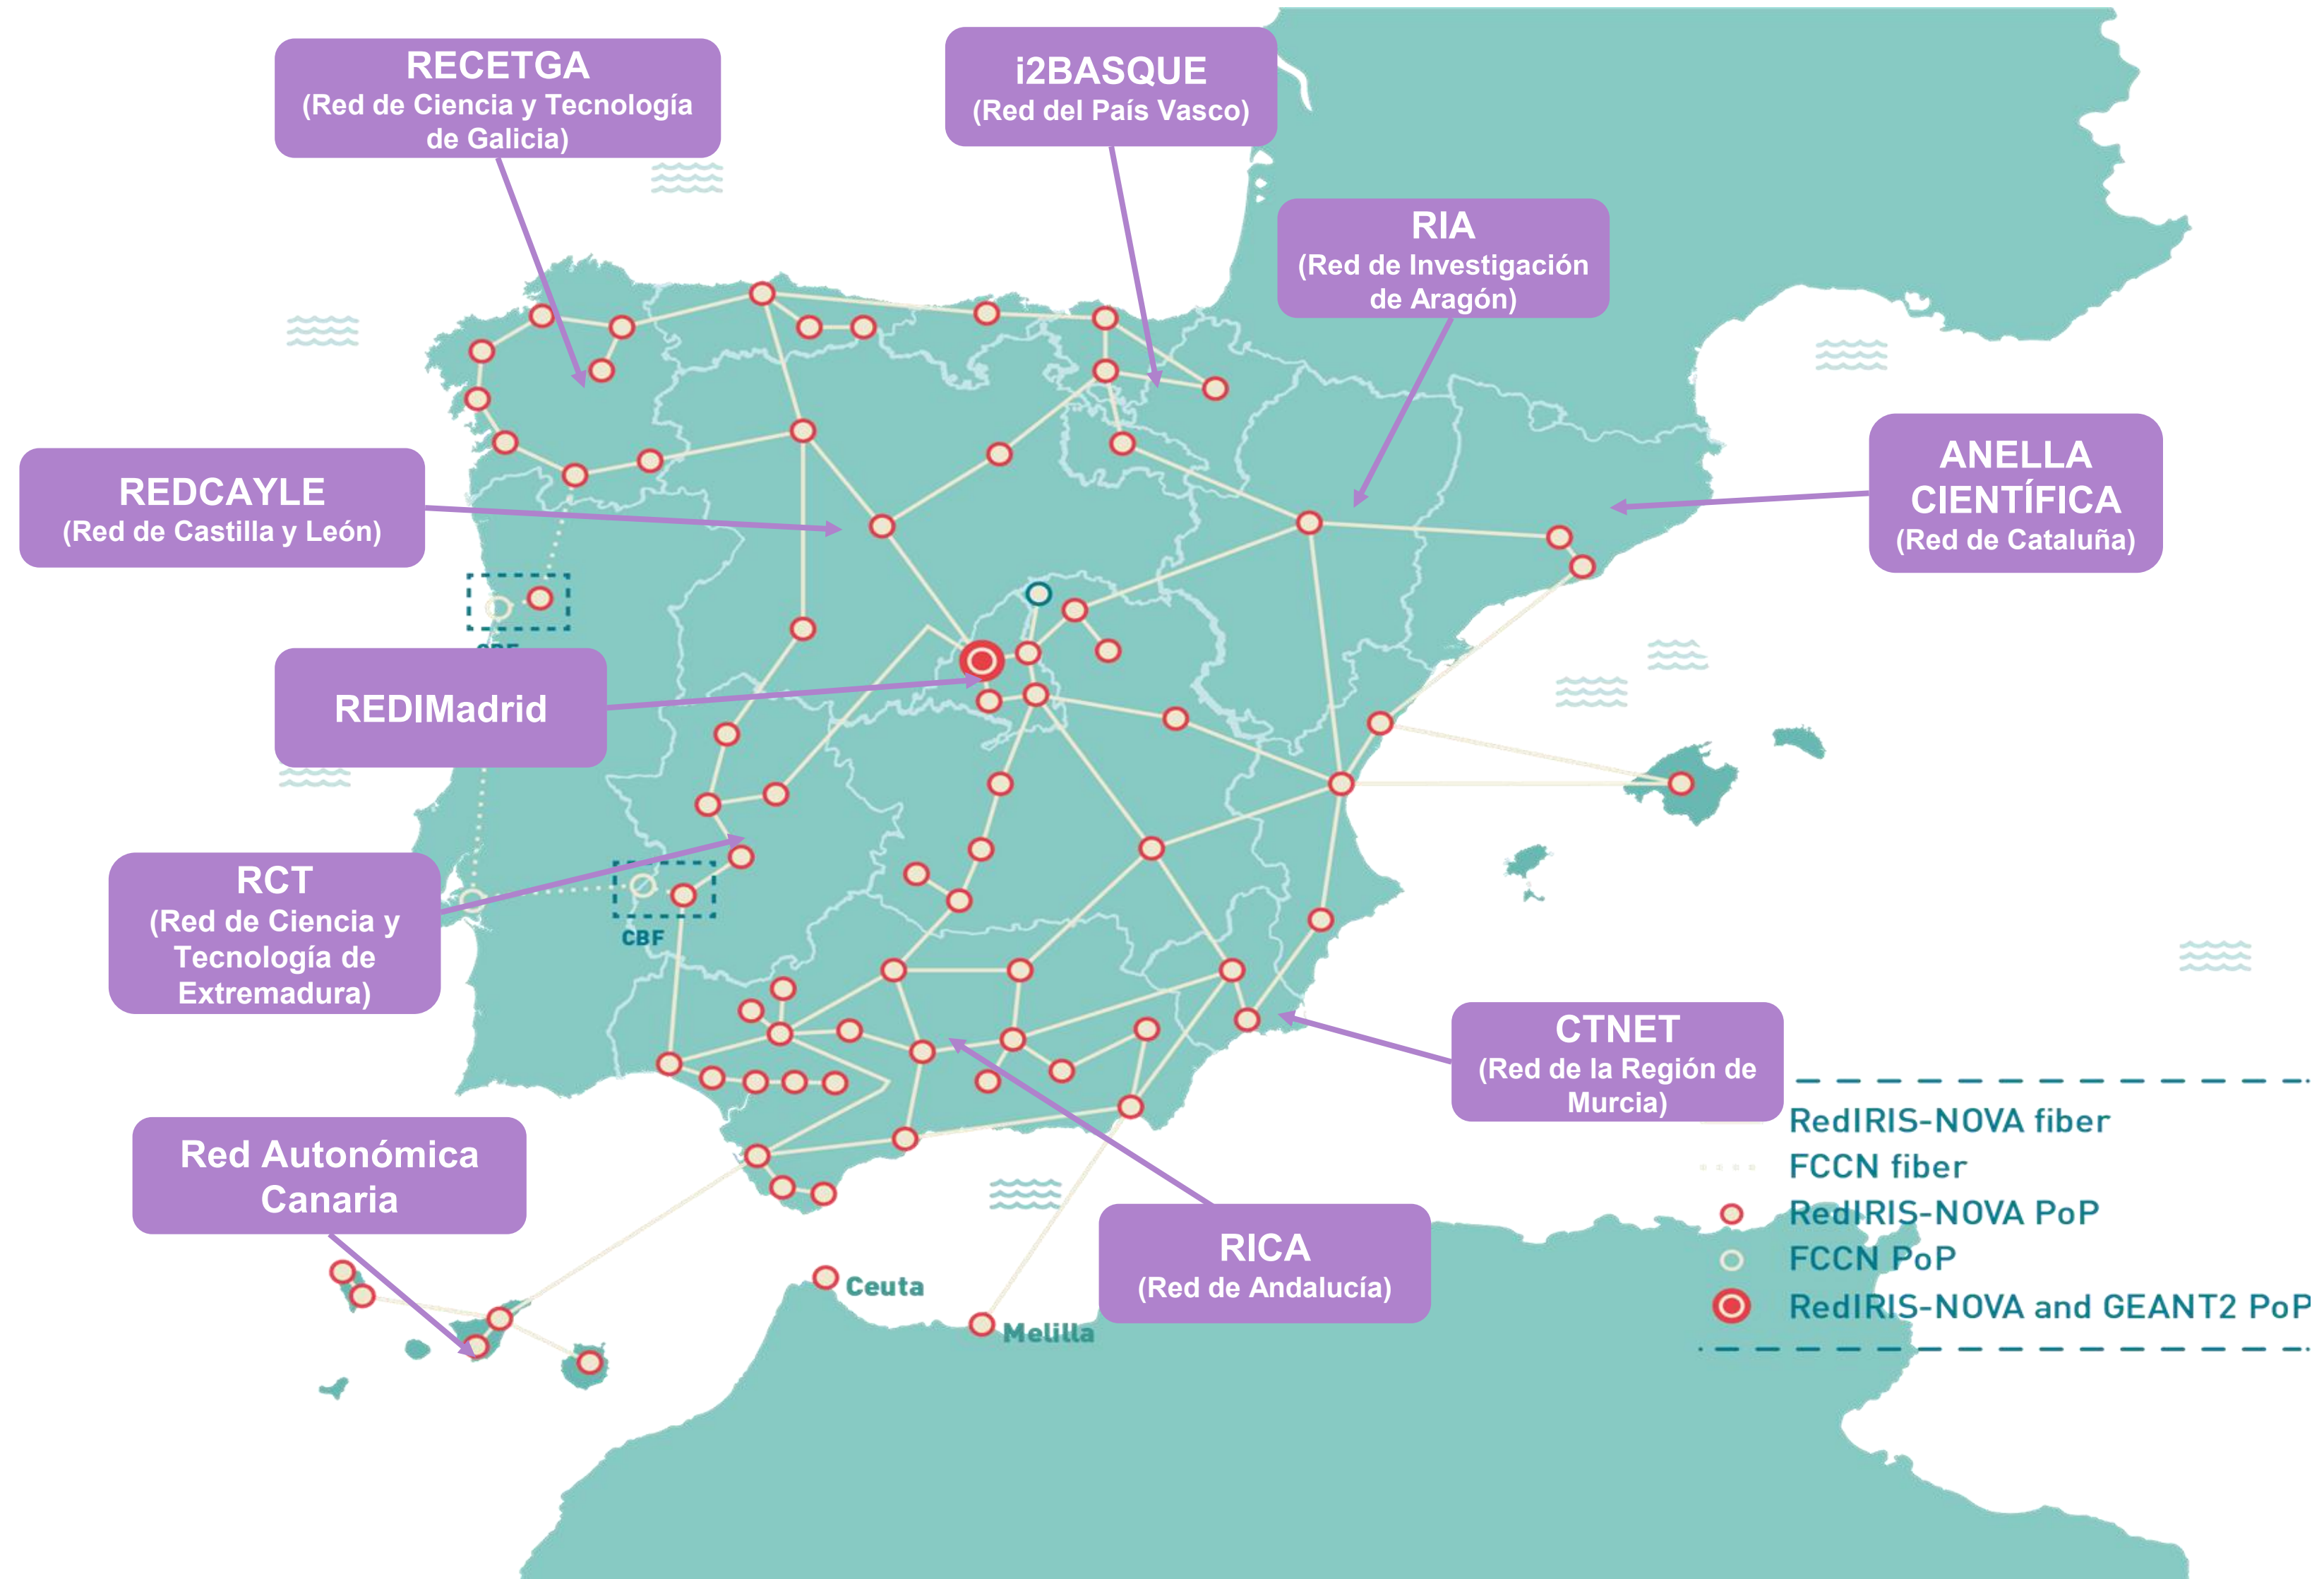 RECETGA
(Red de Ciencia y Tecnología
de Galicia)
i2BASQUE
(Red del País Vasco)
RIA
(Red de Investigación
de Aragón)
ANELLA
CIENTÍFICA
(Red de Cataluña)
REDCAYLE
(Red de Castilla y León)
REDIMadrid
RCT
(Red de Ciencia y
Tecnología de
Extremadura)
CBF
CTNET
(Red de la Región de
Murcia)
Red Autonómica
Canaria
RICA
(Red de Andalucía)
Ceuta
Melilla
RedIRIS-NOVA fiber
FCCN fiber
RedIRIS-NOVA PoP
FCCN PoP
RedIRIS-NOVA and GEANT2 PoP